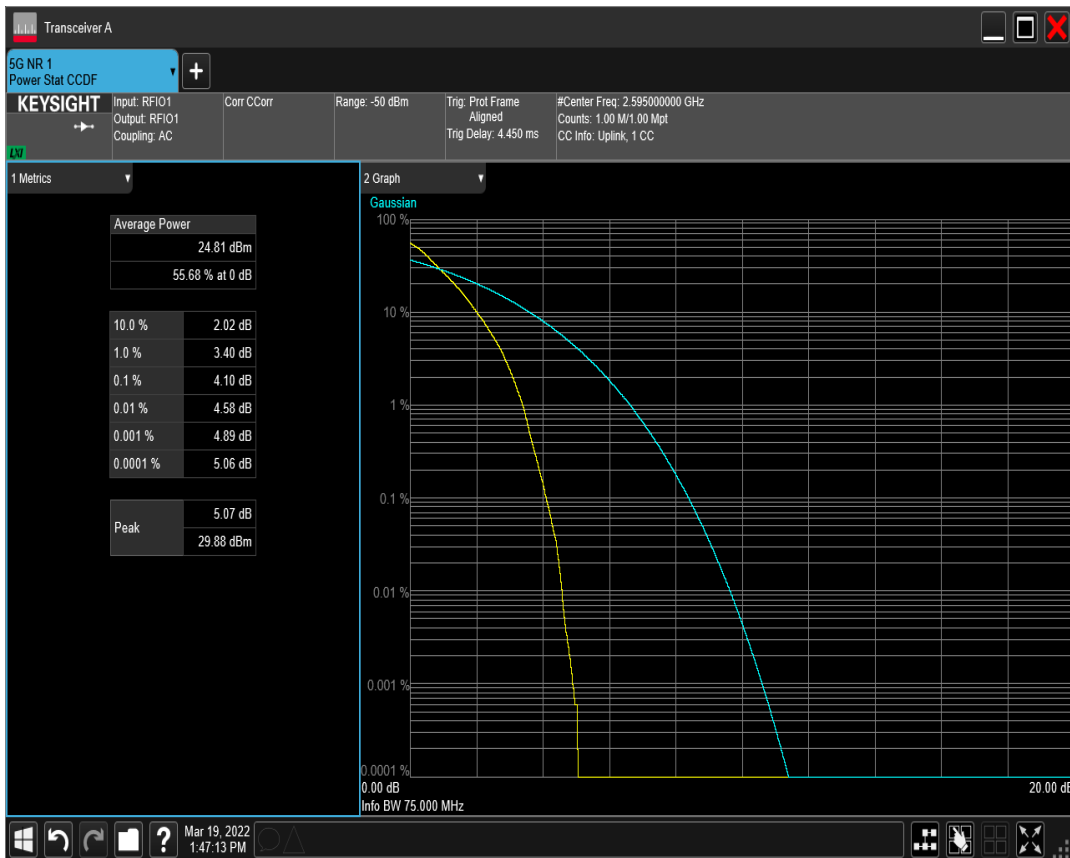 Transceiver A
5G NR 1
Power Stat CCDF
+
KEYSIGHT
LXI
Input: RFIO1
Output: RFIO1
Coupling: AC
Corr CCorr
Range: -50 dBm
Trig: Prot Frame
Aligned
Trig Delay: 4.450 ms
#Center Freq: 2.595000000 GHz
Counts: 1.00 M/1.00 Mpt
CC Info: Uplink, 1 CC
1 Metrics
Average Power
24.81 dBm
55.68 % at 0 dB
10.0 % 2.02 dB
1.0 % 3.40 dB
0.1 % 4.10 dB
0.01 % 4.58 dB
0.001 % 4.89 dB
0.0001 % 5.06 dB
Peak 5.07 dB
29.88 dBm
2 Graph
Gaussian
100 %
10 %
1 %
0.1 %
0.01 %
0.001 %
0.0001 %
0.00 dB 20.00 dB
Info BW 75.000 MHz
?
Mar 19, 2022
1:47:13 PM